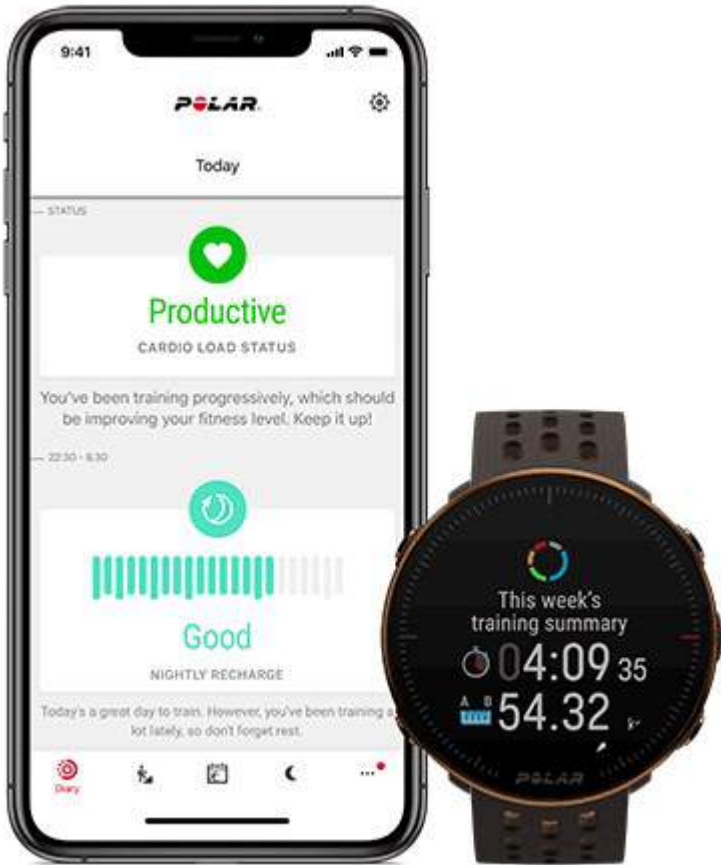 9:41
POLAR
Today
STATUS
Productive
CARDIO LOAD STATUS
You've been training progressively, which should
be improving your fitness level. Keep it up!
22:30 - 6:30
Good
NIGHTLY RECHARGE
Today's a great day to train. However, you've been training a
lot lately, so don't forget rest.
Diary
This week's
training summary
04:09 35
A B
54.32
POLAR